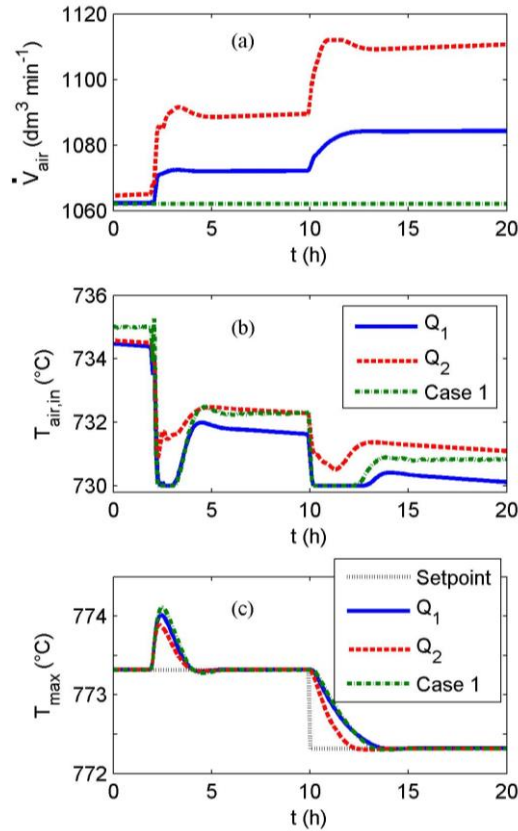 (a)
V̇air (dm³ min⁻¹)
1120
1100
1080
1060
0 5 10 15 20
t (h)
(b)
Tair,in (°C)
736
734
732
730
Q₁
Q₂
Case 1
0 5 10 15 20
t (h)
(c)
Tmax (°C)
774
773
772
Setpoint
Q₁
Q₂
Case 1
0 5 10 15 20
t (h)